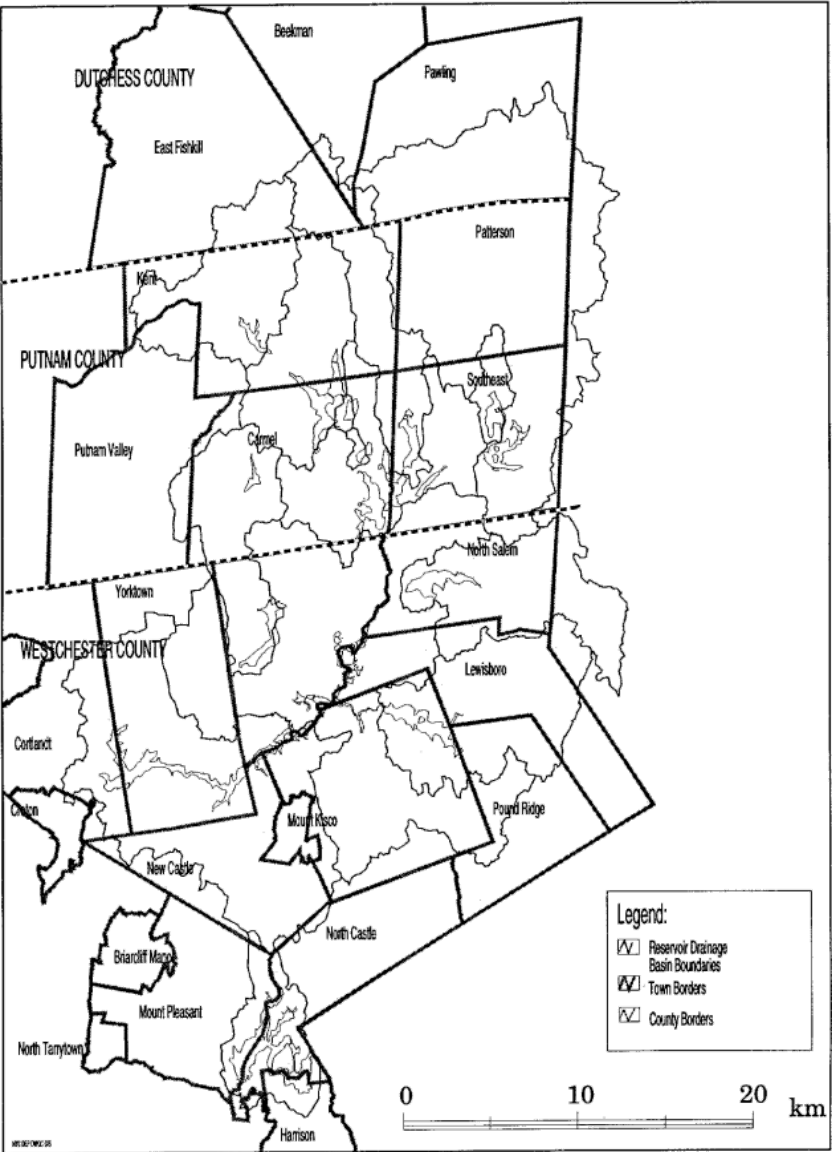 Beekman
DUTCHESS COUNTY
Pawling
East Fishkill
Patterson
Kent
PUTNAM COUNTY
Southeast
Carmel
Putnam Valley
North Salem
Yorktown
WESTCHESTER COUNTY
Lewisboro
Cortlandt
Croton
Mount Kisco
Pound Ridge
New Castle
North Castle
Briarcliff Manor
Mount Pleasant
North Tarrytown
Harrison
Legend:
Reservoir Drainage
Basin Boundaries
Town Borders
County Borders
0 10 20 km